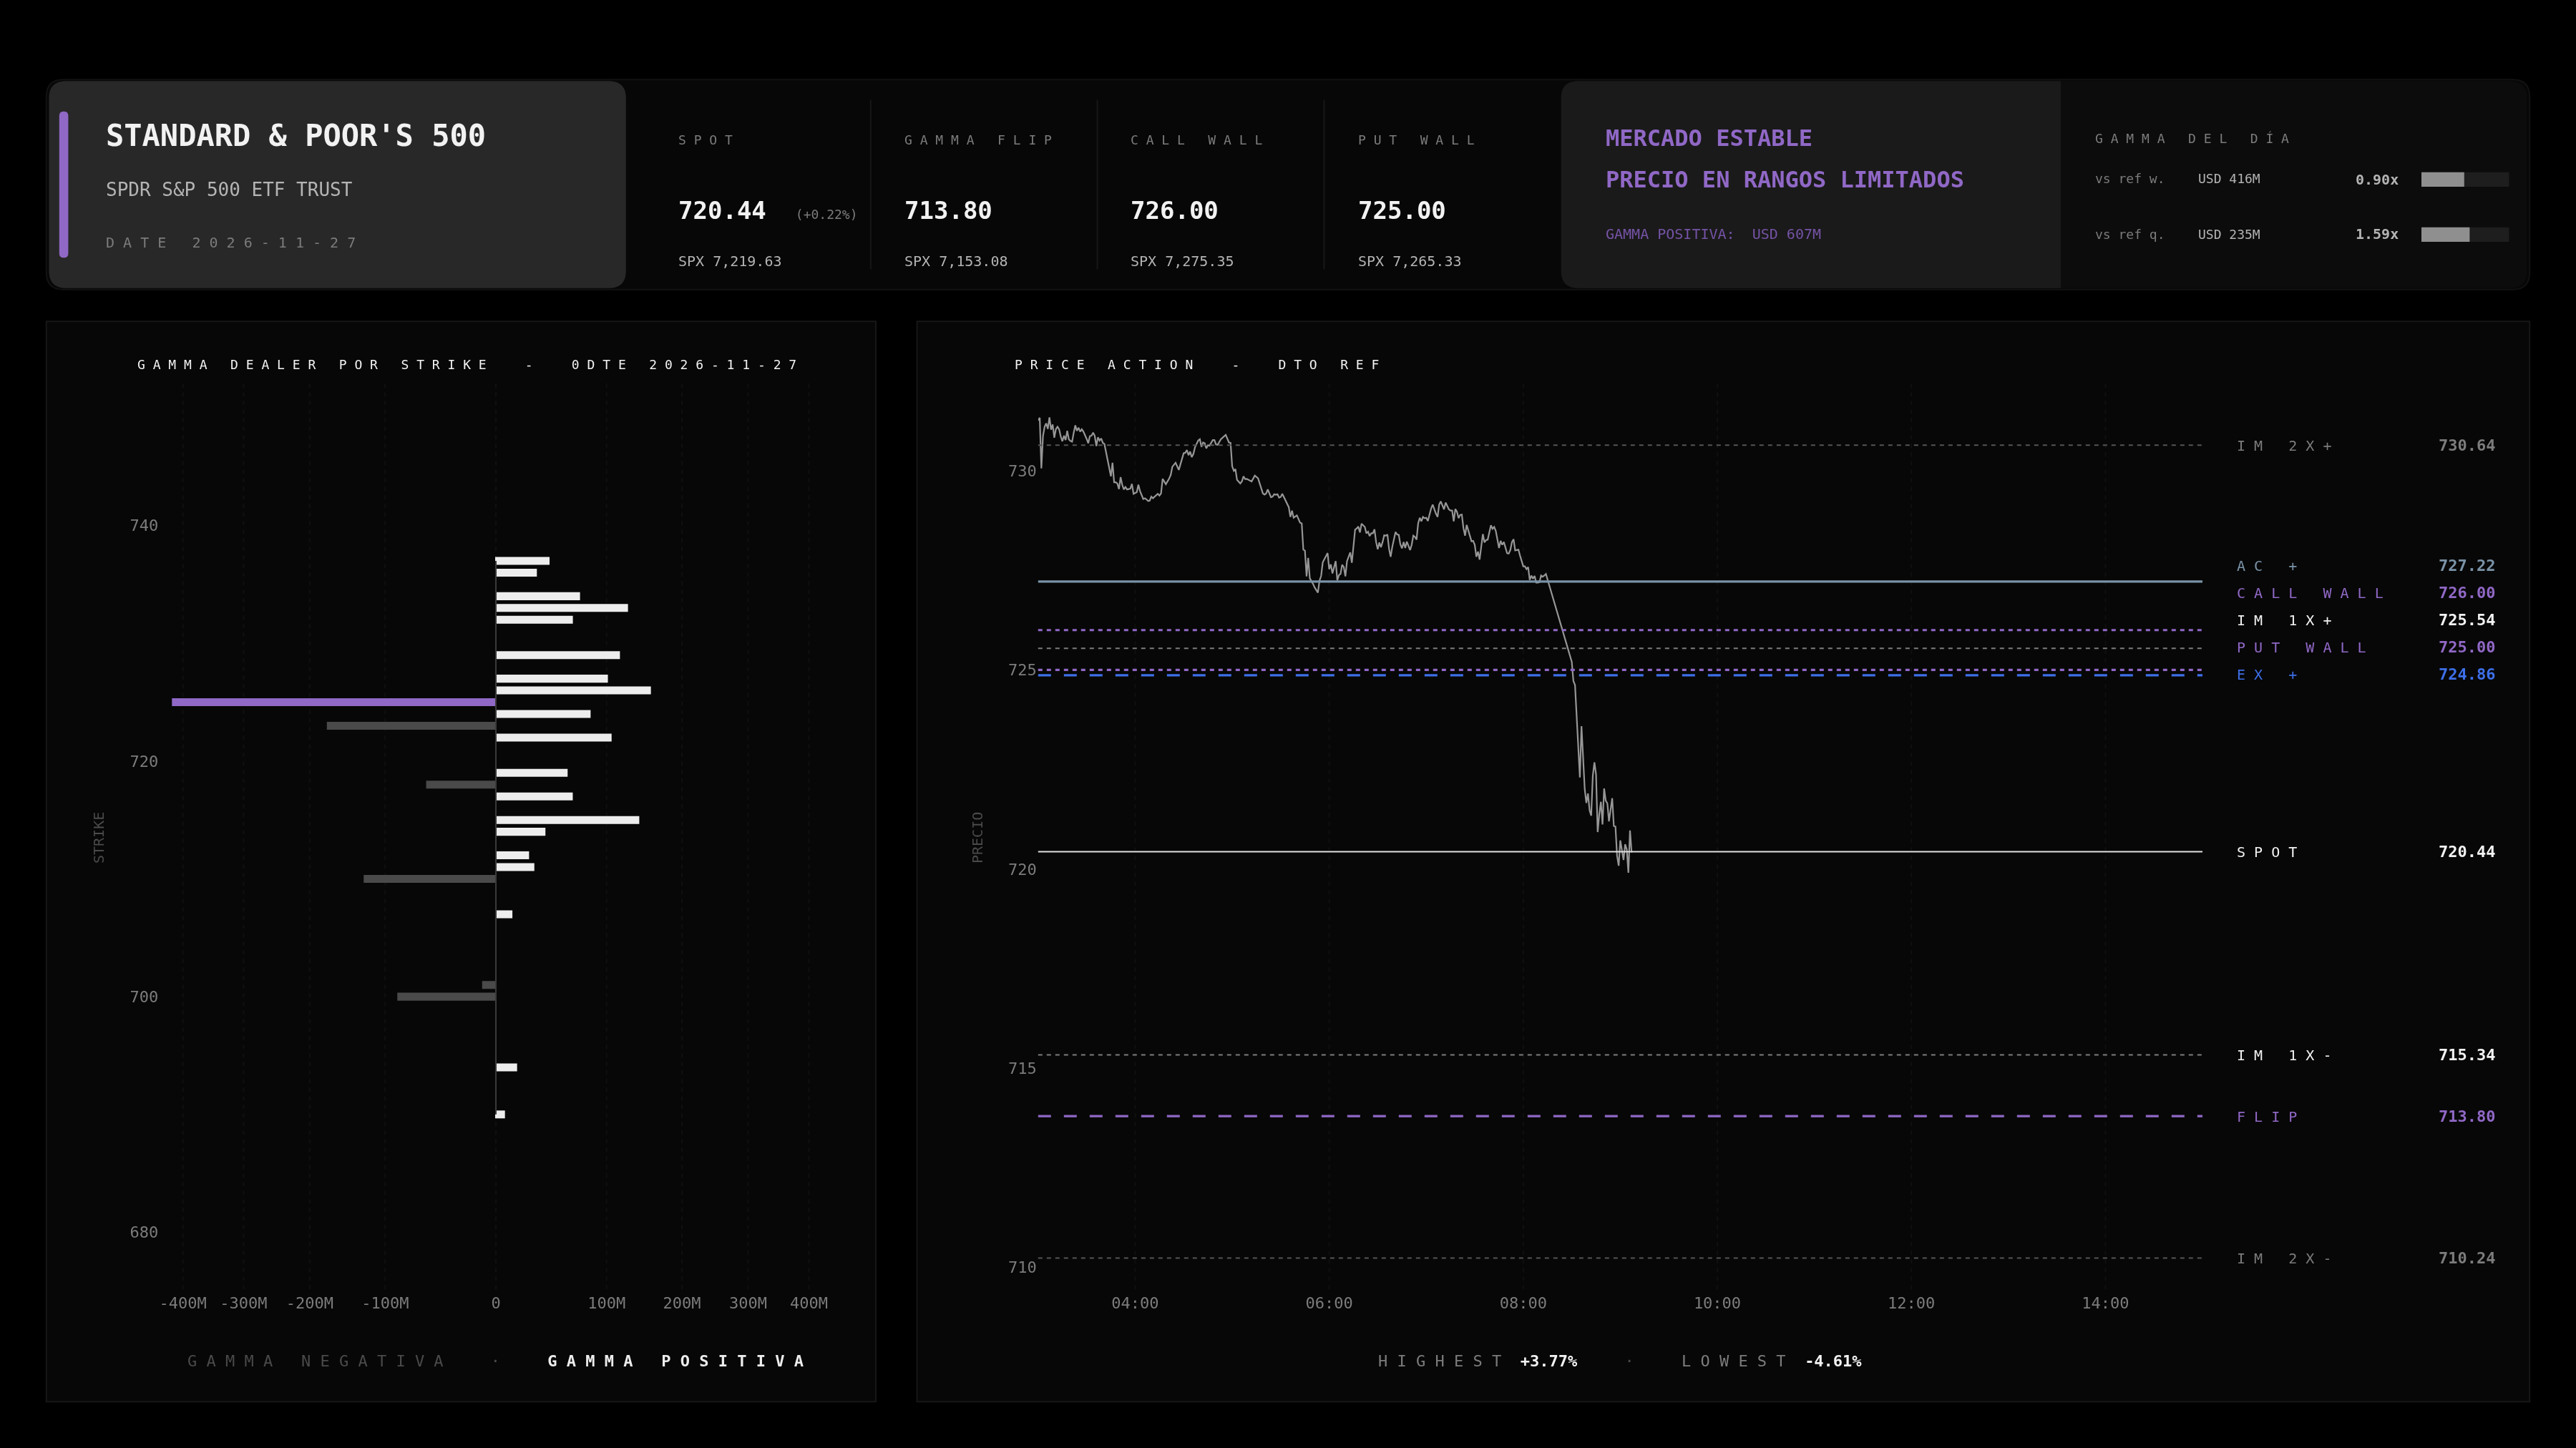 STANDARD & POOR'S 500
SPDR S&P 500 ETF TRUST
DATE 2026-11-27
SPOT
720.44 (+0.22%)
SPX 7,219.63
GAMMA FLIP
713.80
SPX 7,153.08
CALL WALL
726.00
SPX 7,275.35
PUT WALL
725.00
SPX 7,265.33
MERCADO ESTABLE
PRECIO EN RANGOS LIMITADOS
GAMMA POSITIVA: USD 607M
GAMMA DEL DÍA
vs ref w. USD 416M 0.90x
vs ref q. USD 235M 1.59x
GAMMA DEALER POR STRIKE - 0DTE 2026-11-27
740
720
700
680
STRIKE
-400M -300M -200M -100M 0 100M 200M 300M 400M
GAMMA NEGATIVA · GAMMA POSITIVA
PRICE ACTION - DTO REF
730
725
720
715
710
PRECIO
04:00 06:00 08:00 10:00 12:00 14:00
IM 2X+ 730.64
AC + 727.22
CALL WALL 726.00
IM 1X+ 725.54
PUT WALL 725.00
EX + 724.86
SPOT 720.44
IM 1X- 715.34
FLIP 713.80
IM 2X- 710.24
HIGHEST +3.77% · LOWEST -4.61%